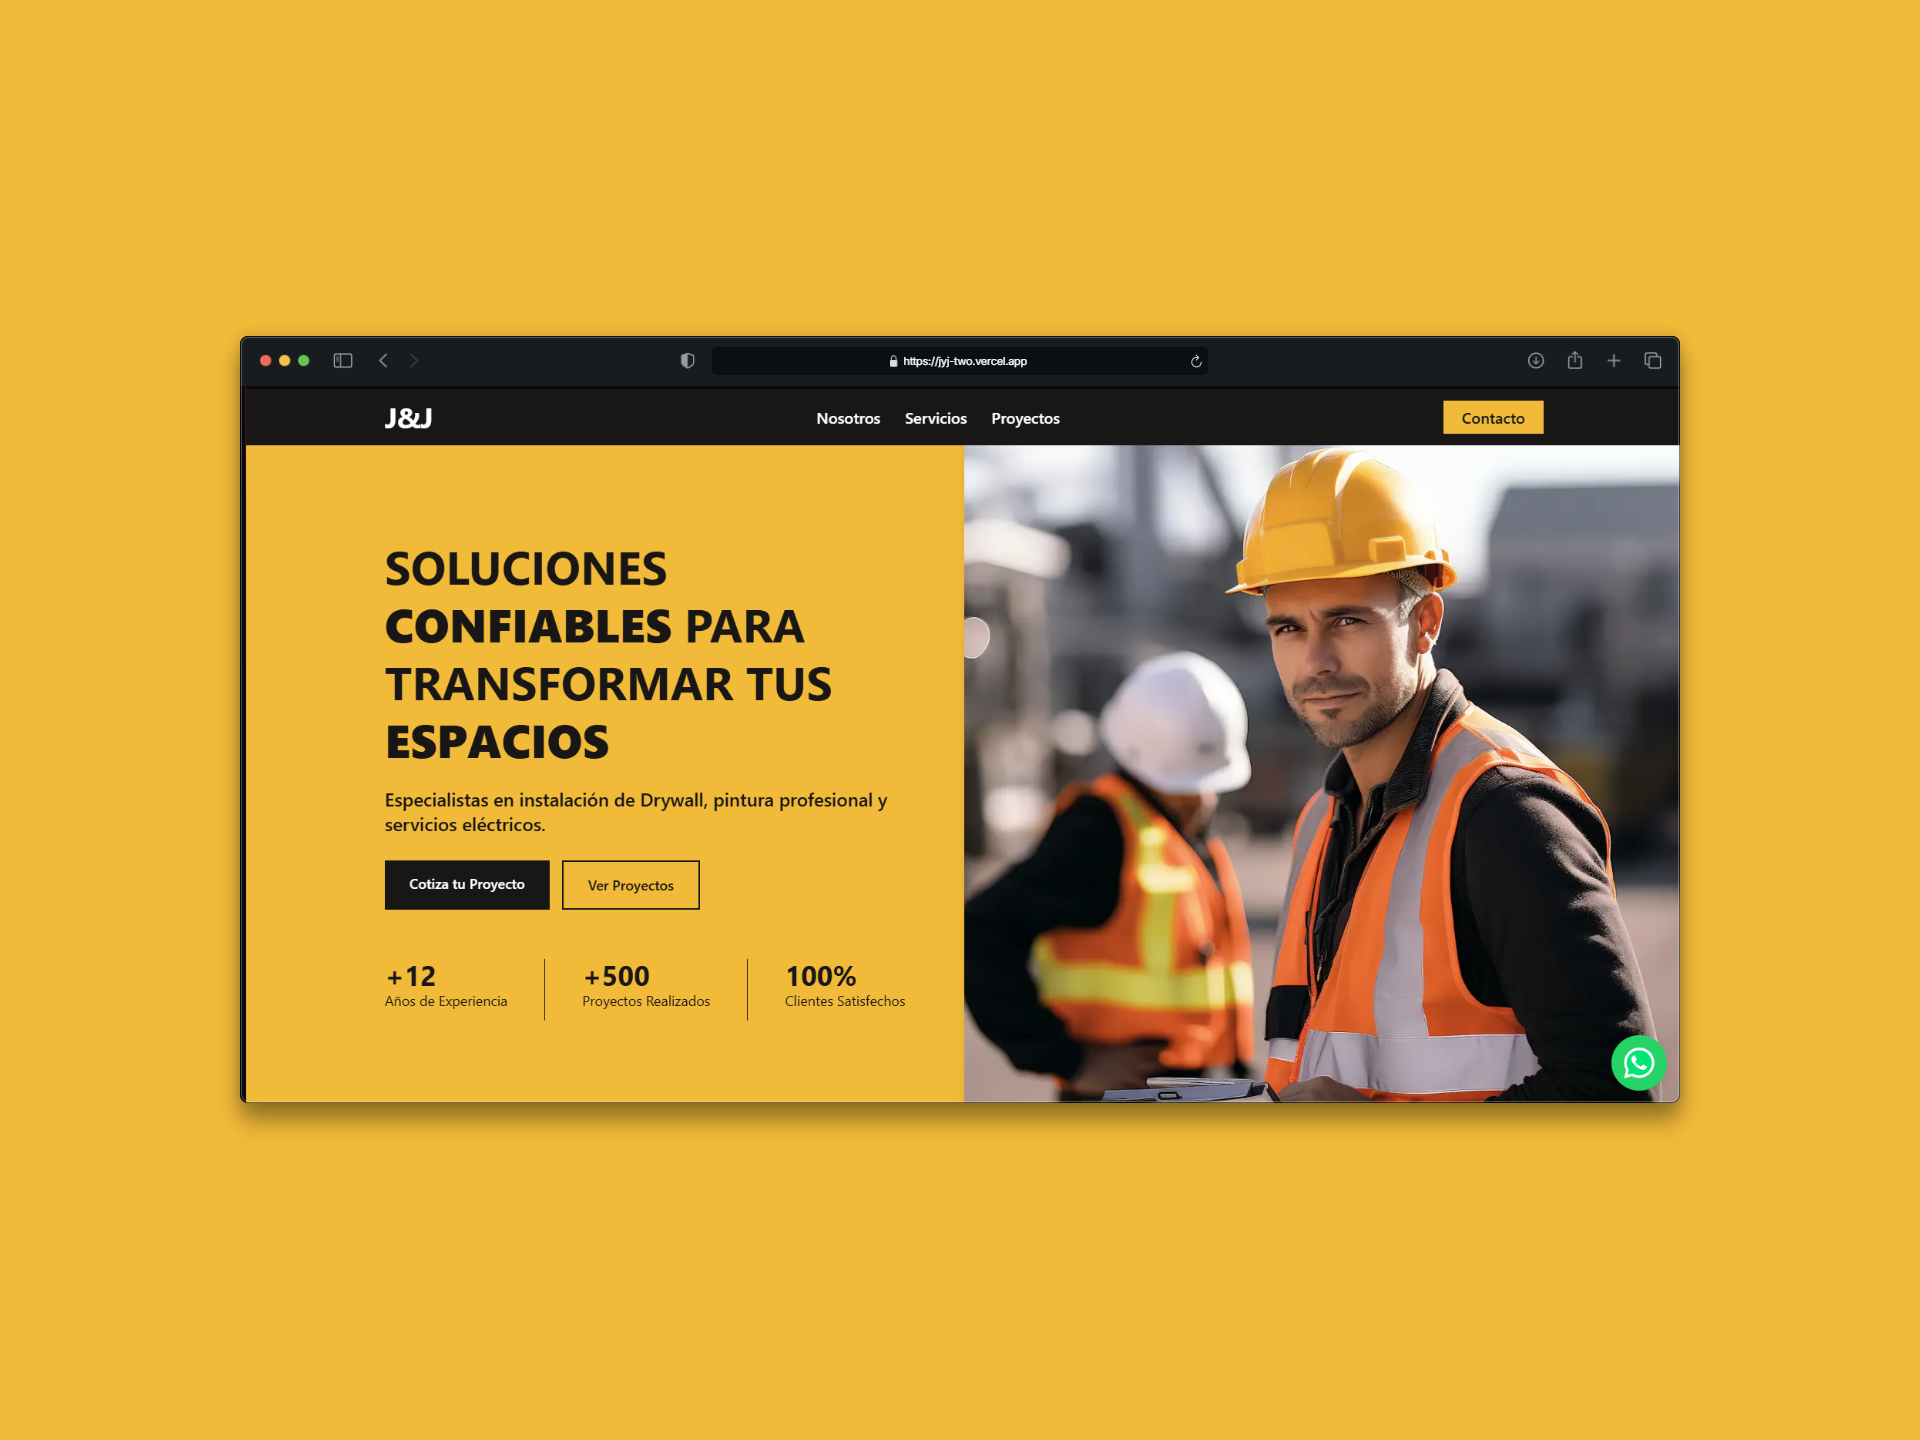 https://jyj-two.vercel.app
J&J
Nosotros Servicios Proyectos
Contacto
SOLUCIONES
CONFIABLES PARA
TRANSFORMAR TUS
ESPACIOS
Especialistas en instalación de Drywall, pintura profesional y
servicios eléctricos.
Cotiza tu Proyecto
Ver Proyectos
+12
Años de Experiencia
+500
Proyectos Realizados
100%
Clientes Satisfechos